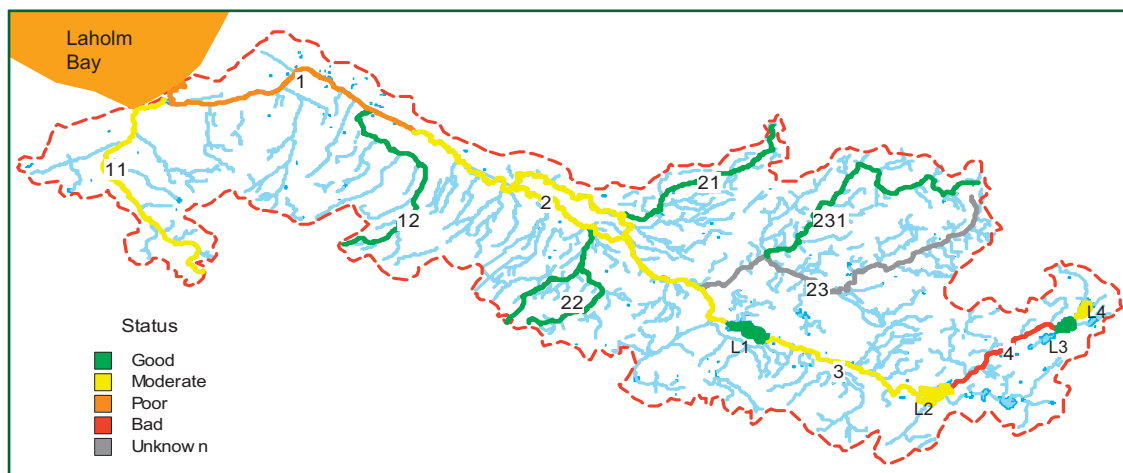 Laholm
Bay
1
11
12
2
21
22
231
23
L1
3
L2
4
L3
L4
Status
Good
Moderate
Poor
Bad
Unknow n